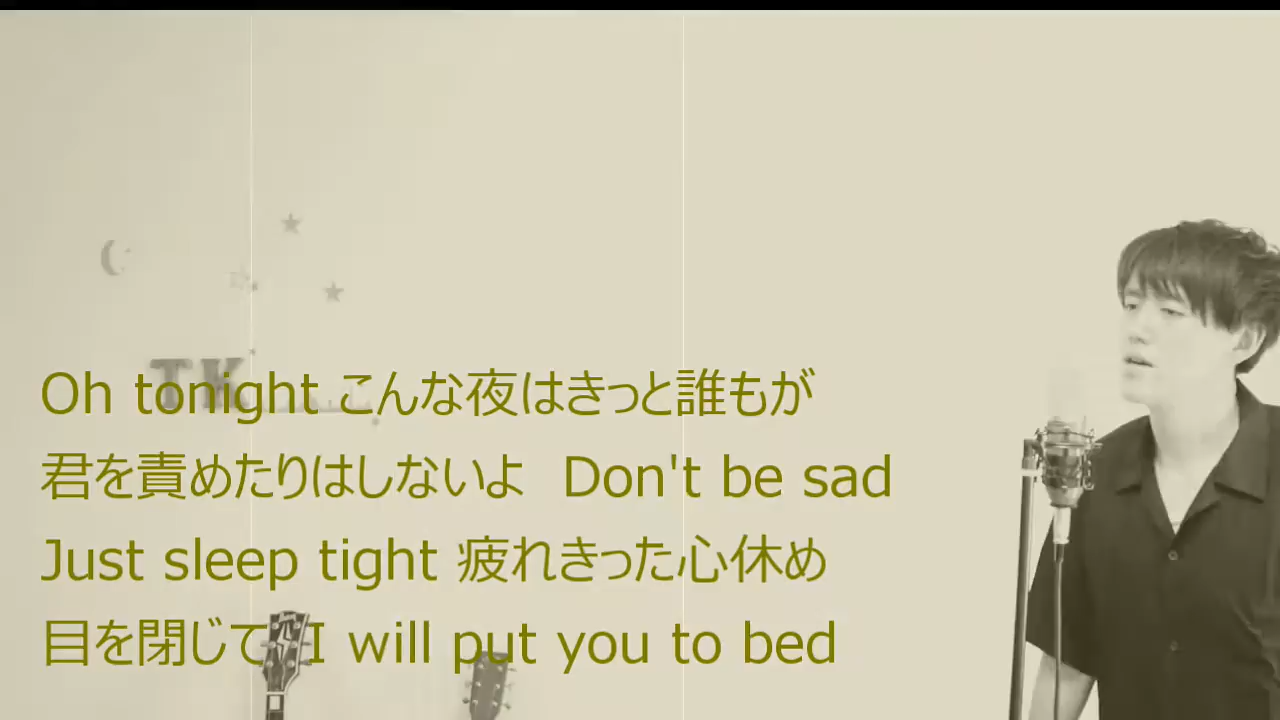 TK
Oh tonight こんな夜はきっと誰もが
君を責めたりはしないよ Don't be sad
Just sleep tight 疲れきった心休め
目を閉じて I will put you to bed